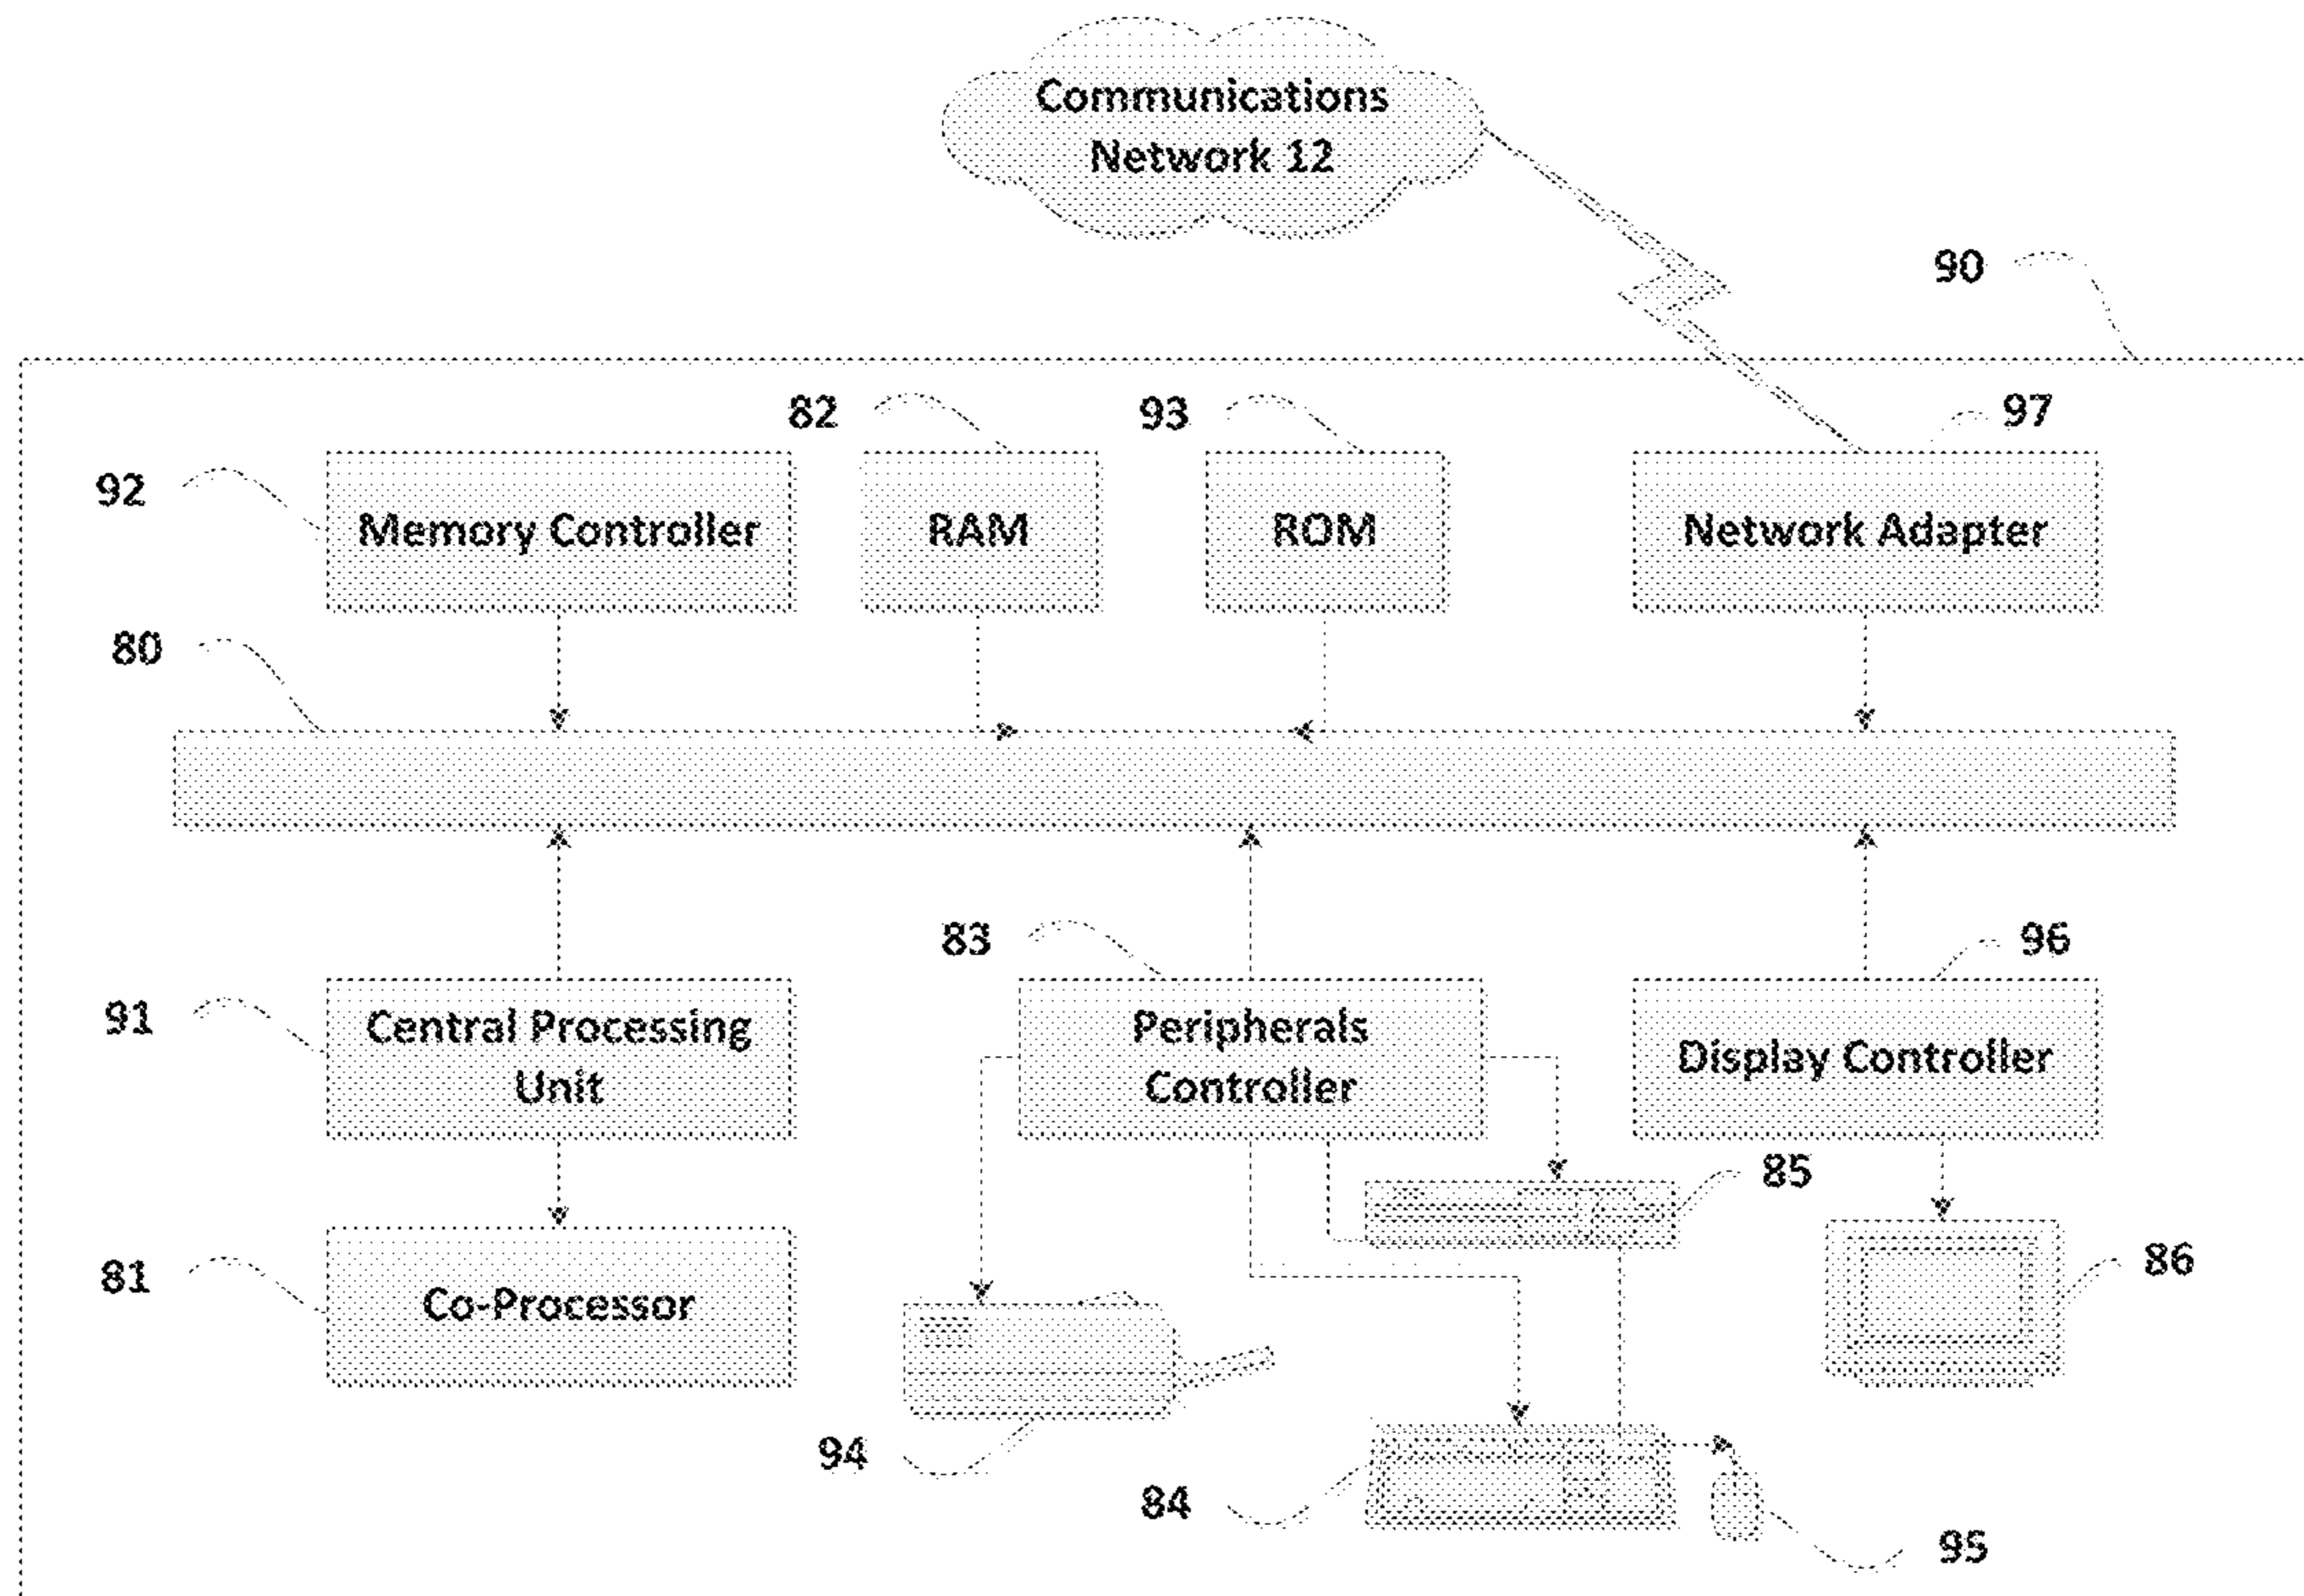 Communications
Network 12
90
82
93
97
92
Memory Controller
RAM
ROM
Network Adapter
80
83
96
91
Central Processing
Unit
Peripherals
Controller
Display Controller
85
81
Co-Processor
86
94
84
95